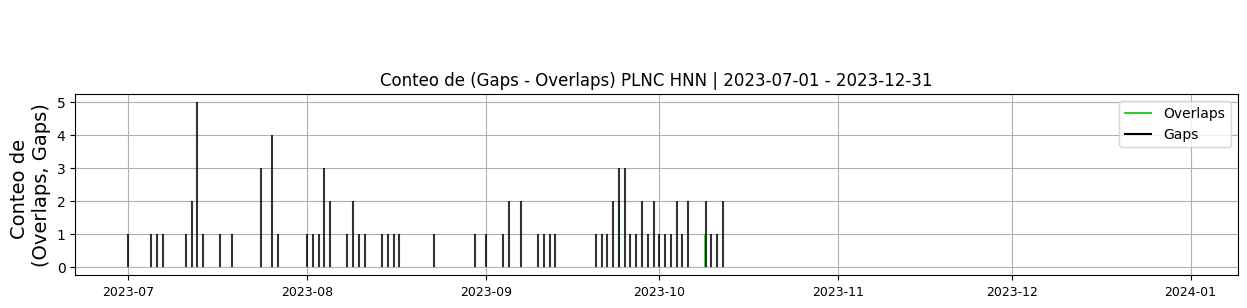 Conteo de (Gaps - Overlaps) PLNC HNN | 2023-07-01 - 2023-12-31
Conteo de
(Overlaps, Gaps)
5
4
3
2
1
0
Overlaps
Gaps
2023-07
2023-08
2023-09
2023-10
2023-11
2023-12
2024-01